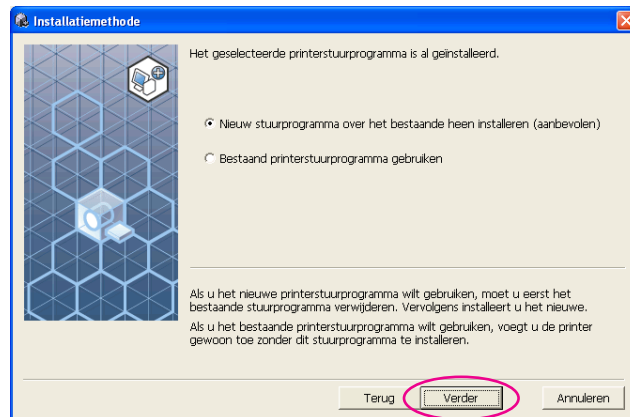 Installatiemethode
Het geselecteerde printerstuurprogramma is al geïnstalleerd.
Nieuw stuurprogramma over het bestaande heen installeren (aanbevolen)
Bestaand printerstuurprogramma gebruiken
Als u het nieuwe printerstuurprogramma wilt gebruiken, moet u eerst het
bestaande stuurprogramma verwijderen. Vervolgens installeert u het nieuwe.
Als u het bestaande printerstuurprogramma wilt gebruiken, voegt u de printer
gewoon toe zonder dit stuurprogramma te installeren.
Terug
Verder
Annuleren